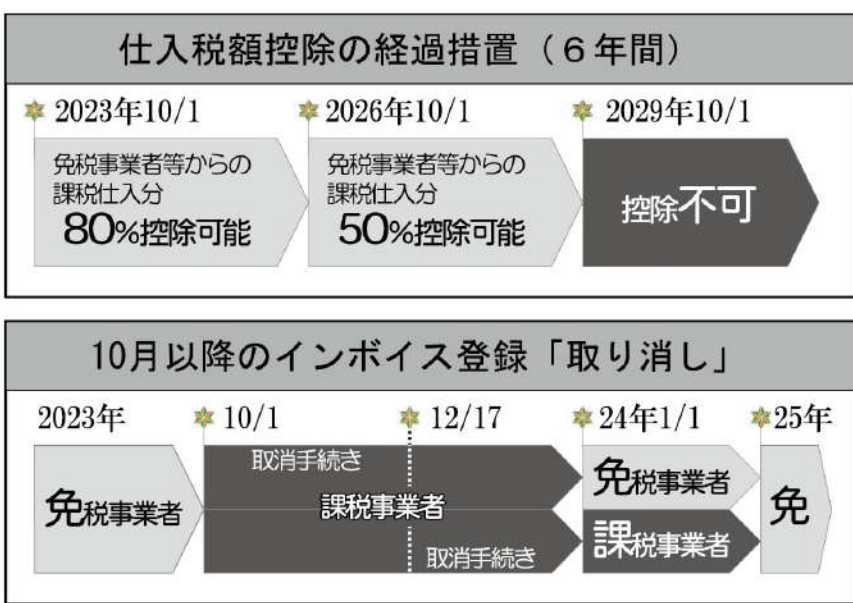 仕入税額控除の経過措置（６年間）
2023年10/1
2026年10/1
2029年10/1
免税事業者等からの
課税仕入分
80%控除可能
免税事業者等からの
課税仕入分
50%控除可能
控除不可
10月以降のインボイス登録「取り消し」
2023年
10/1
12/17
24年1/1
25年
免税事業者
取消手続き
課税事業者
取消手続き
免税事業者
課税事業者
免